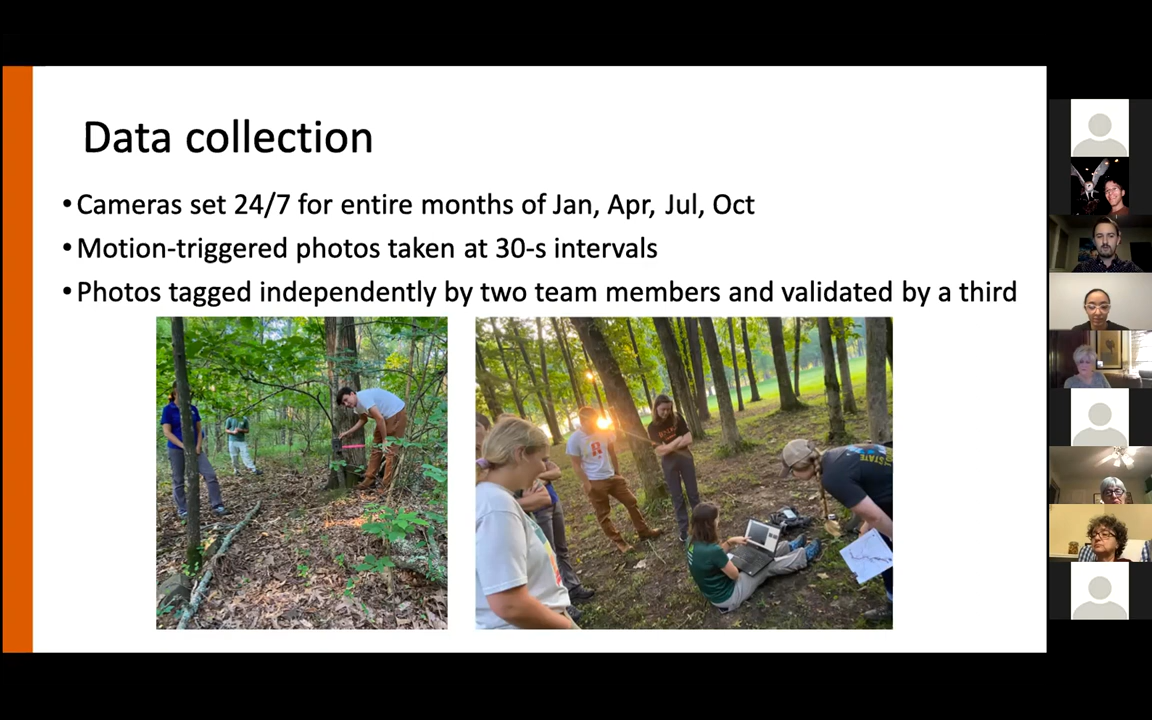 Data collection
•Cameras set 24/7 for entire months of Jan, Apr, Jul, Oct
•Motion-triggered photos taken at 30-s intervals
•Photos tagged independently by two team members and validated by a third
R
STATE